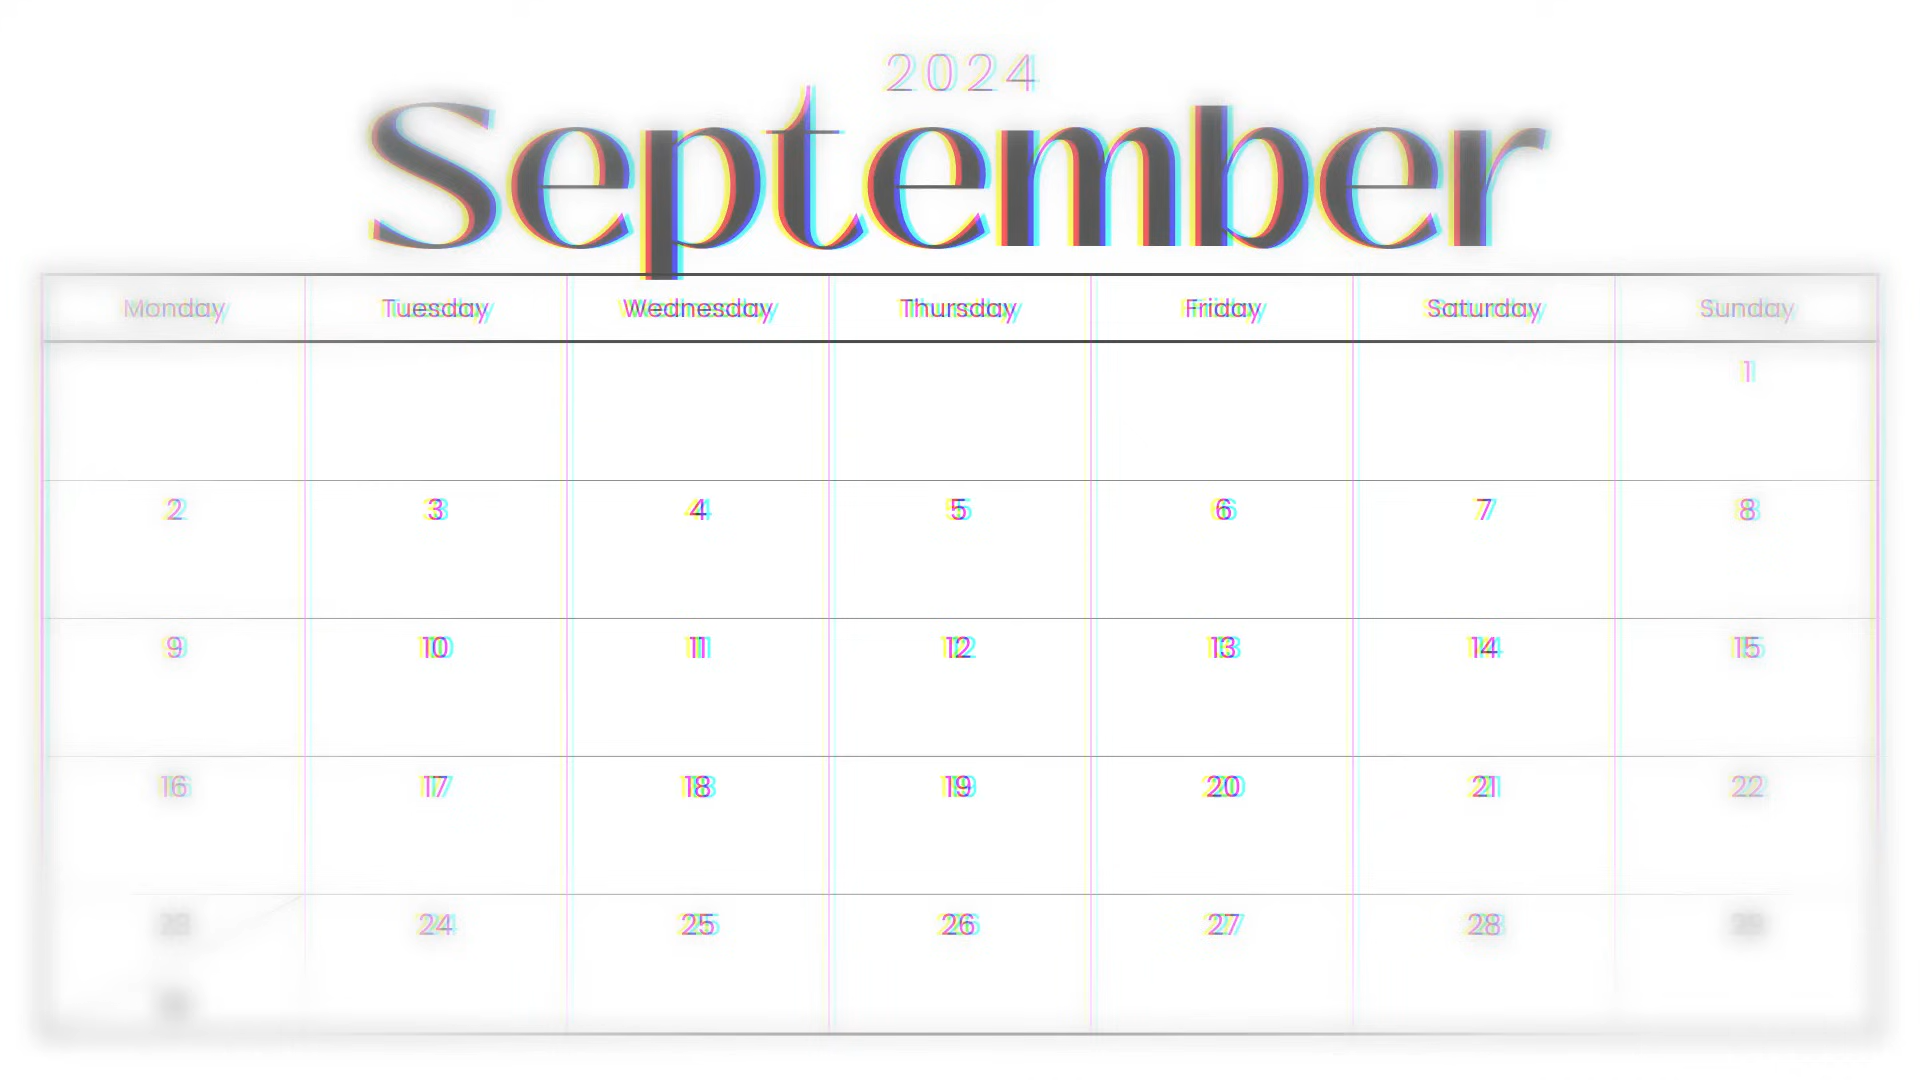 2024
September
Monday Tuesday Wednesday Thursday Friday Saturday Sunday
1
2 3 4 5 6 7 8
9 10 11 12 13 14 15
16 17 18 19 20 21 22
24 25 26 27 28